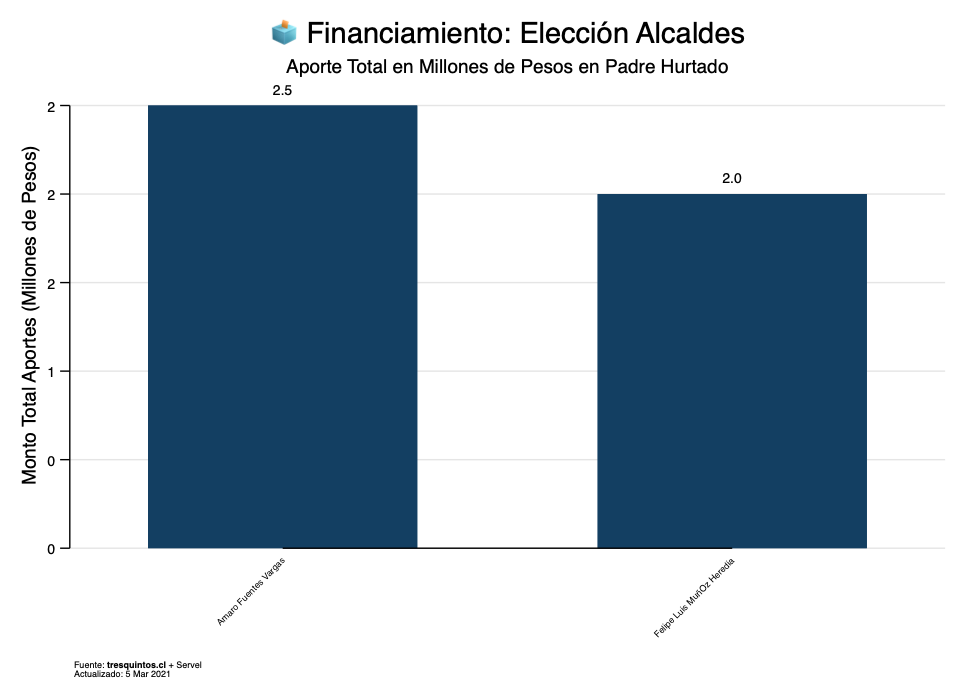 Financiamiento: Elección Alcaldes
Aporte Total en Millones de Pesos en Padre Hurtado
Monto Total Aportes (Millones de Pesos)
2
2
2
1
0
0
2.5
2.0
Amaro Fuentes Vargas
Felipe Luis MuñOz Heredia
Fuente: tresquintos.cl + Servel
Actualizado: 5 Mar 2021